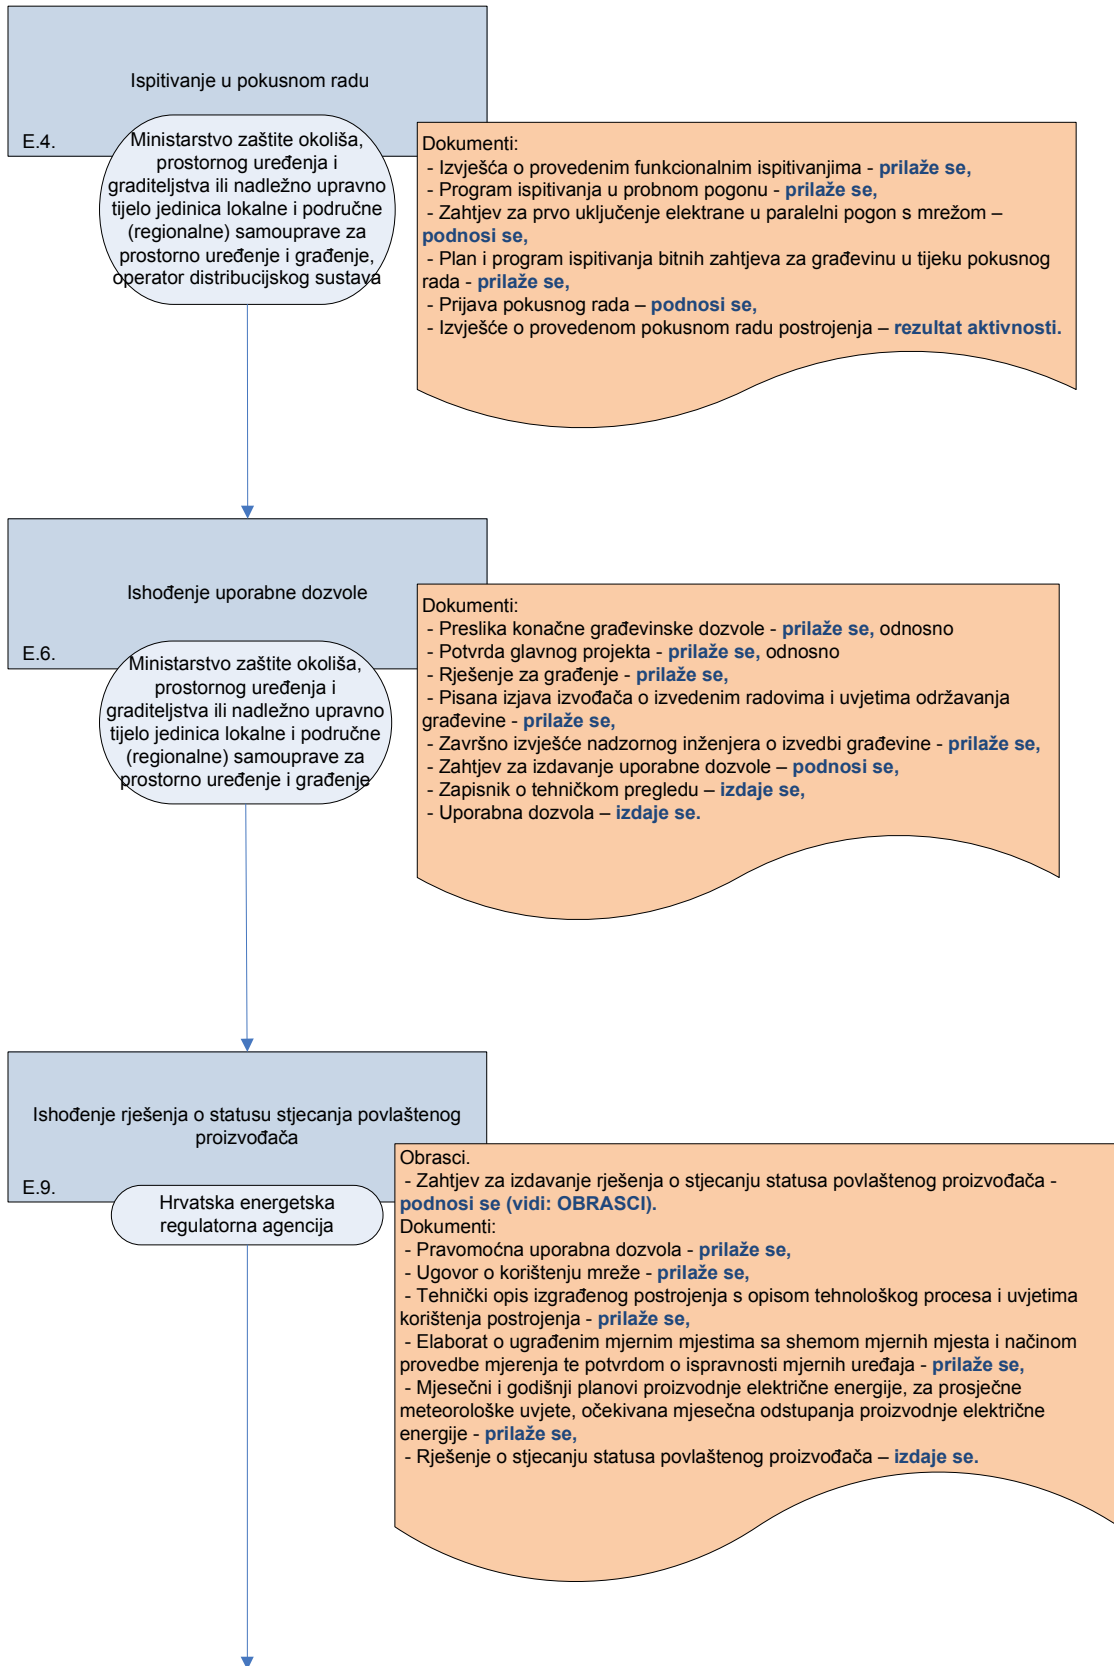 Ispitivanje u pokusnom radu
E.4.
Ministarstvo zaštite okoliša,
prostornog uređenja i
graditeljstva ili nadležno upravno
tijelo jedinica lokalne i područne
(regionalne) samouprave za
prostorno uređenje i građenje,
operator distribucijskog sustava
Dokumenti:
- Izvješća o provedenim funkcionalnim ispitivanjima - prilaže se,
- Program ispitivanja u probnom pogonu - prilaže se,
- Zahtjev za prvo uključenje elektrane u paralelni pogon s mrežom –
podnosi se,
- Plan i program ispitivanja bitnih zahtjeva za građevinu u tijeku pokusnog
rada - prilaže se,
- Prijava pokusnog rada – podnosi se,
- Izvješće o provedenom pokusnom radu postrojenja – rezultat aktivnosti.
Ishođenje uporabne dozvole
E.6.
Ministarstvo zaštite okoliša,
prostornog uređenja i
graditeljstva ili nadležno upravno
tijelo jedinica lokalne i područne
(regionalne) samouprave za
prostorno uređenje i građenje
Dokumenti:
- Preslika konačne građevinske dozvole - prilaže se, odnosno
- Potvrda glavnog projekta - prilaže se, odnosno
- Rješenje za građenje - prilaže se,
- Pisana izjava izvođača o izvedenim radovima i uvjetima održavanja
građevine - prilaže se,
- Završno izvješće nadzornog inženjera o izvedbi građevine - prilaže se,
- Zahtjev za izdavanje uporabne dozvole – podnosi se,
- Zapisnik o tehničkom pregledu – izdaje se,
- Uporabna dozvola – izdaje se.
Ishođenje rješenja o statusu stjecanja povlaštenog
proizvođača
E.9.
Hrvatska energetska
regulatorna agencija
Obrasci.
- Zahtjev za izdavanje rješenja o stjecanju statusa povlaštenog proizvođača -
podnosi se (vidi: OBRASCI).
Dokumenti:
- Pravomoćna uporabna dozvola - prilaže se,
- Ugovor o korištenju mreže - prilaže se,
- Tehnički opis izgrađenog postrojenja s opisom tehnološkog procesa i uvjetima
korištenja postrojenja - prilaže se,
- Elaborat o ugrađenim mjernim mjestima sa shemom mjernih mjesta i načinom
provedbe mjerenja te potvrdom o ispravnosti mjernih uređaja - prilaže se,
- Mjesečni i godišnji planovi proizvodnje električne energije, za prosječne
meteorološke uvjete, očekivana mjesečna odstupanja proizvodnje električne
energije - prilaže se,
- Rješenje o stjecanju statusa povlaštenog proizvođača – izdaje se.